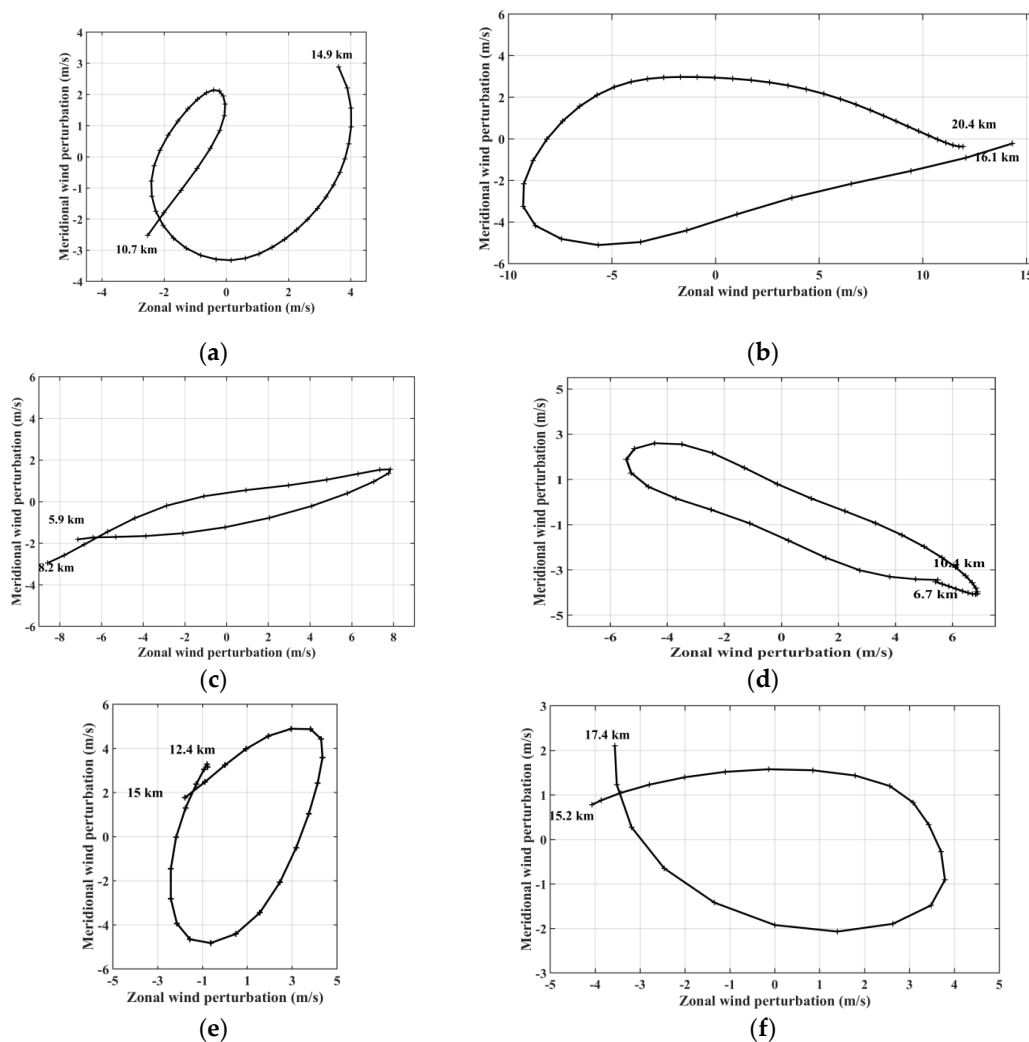 4
3
2
1
0
-1
-2
-3
-4
-4
-2
0
2
4
Meridional wind perturbation (m/s)
Zonal wind perturbation (m/s)
14.9 km
10.7 km
(a)
6
4
2
0
-2
-4
-6
-10
-5
0
5
10
15
Meridional wind perturbation (m/s)
Zonal wind perturbation (m/s)
20.4 km
16.1 km
(b)
6
4
2
0
-2
-4
-6
-8
-6
-4
-2
0
2
4
6
8
Meridional wind perturbation (m/s)
Zonal wind perturbation (m/s)
5.9 km
8.2 km
(c)
5
3
1
-1
-3
-5
-6
-4
-2
0
2
4
6
Meridional wind perturbation (m/s)
Zonal wind perturbation (m/s)
10.4 km
6.7 km
(d)
6
4
2
0
-2
-4
-6
-5
-3
-1
1
3
5
Meridional wind perturbation (m/s)
Zonal wind perturbation (m/s)
12.4 km
15 km
(e)
3
2
1
0
-1
-2
-3
-5
-4
-3
-2
-1
0
1
2
3
4
5
Meridional wind perturbation (m/s)
Zonal wind perturbation (m/s)
17.4 km
15.2 km
(f)